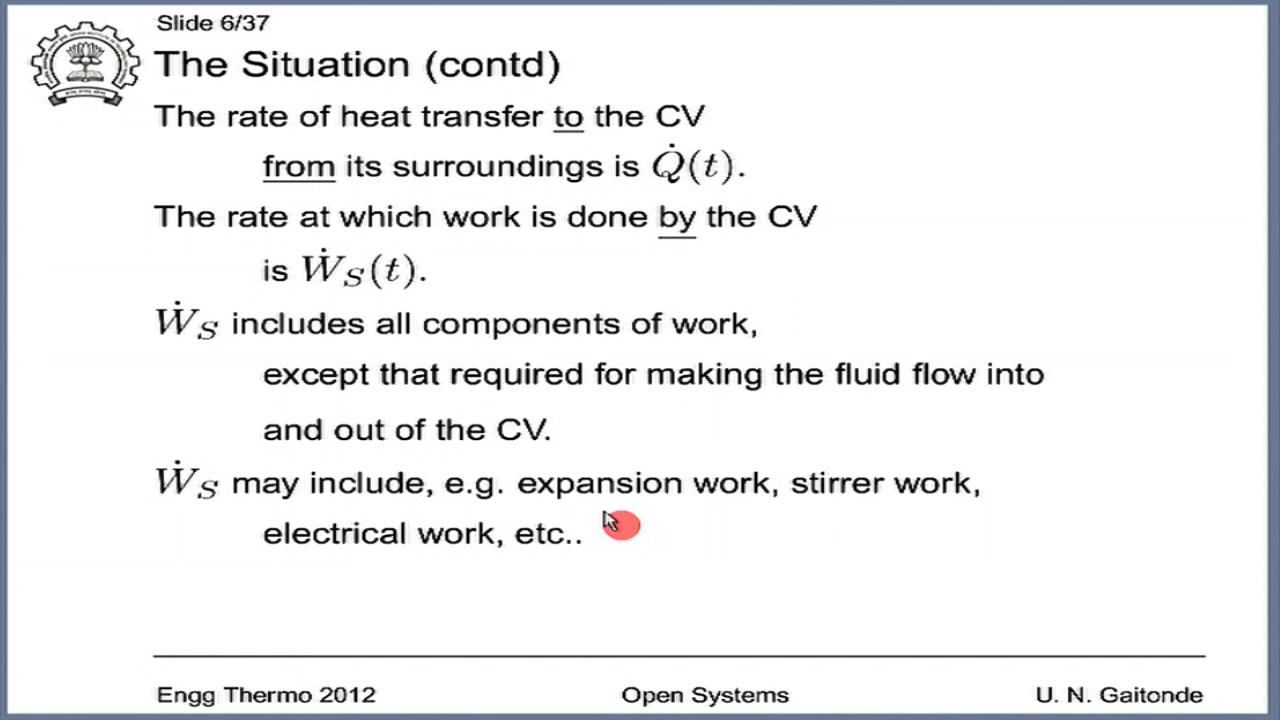 Slide 6/37
The Situation (contd)
The rate of heat transfer to the CV
from its surroundings is Q̇(t).
The rate at which work is done by the CV
is Ẇ_S(t).
Ẇ_S includes all components of work,
except that required for making the fluid flow into
and out of the CV.
Ẇ_S may include, e.g. expansion work, stirrer work,
electrical work, etc..
Engg Thermo 2012 Open Systems U. N. Gaitonde